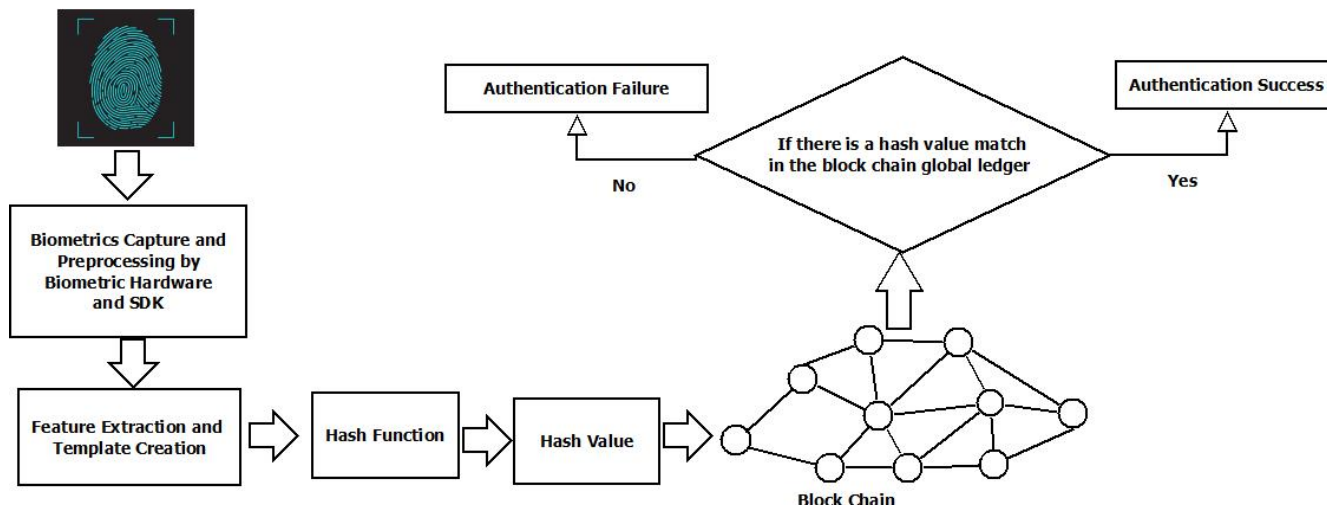 Biometrics Capture and
Preprocessing by
Biometric Hardware
and SDK
Feature Extraction and
Template Creation
Hash Function
Hash Value
Block Chain
If there is a hash value match
in the block chain global ledger
No
Yes
Authentication Failure
Authentication Success